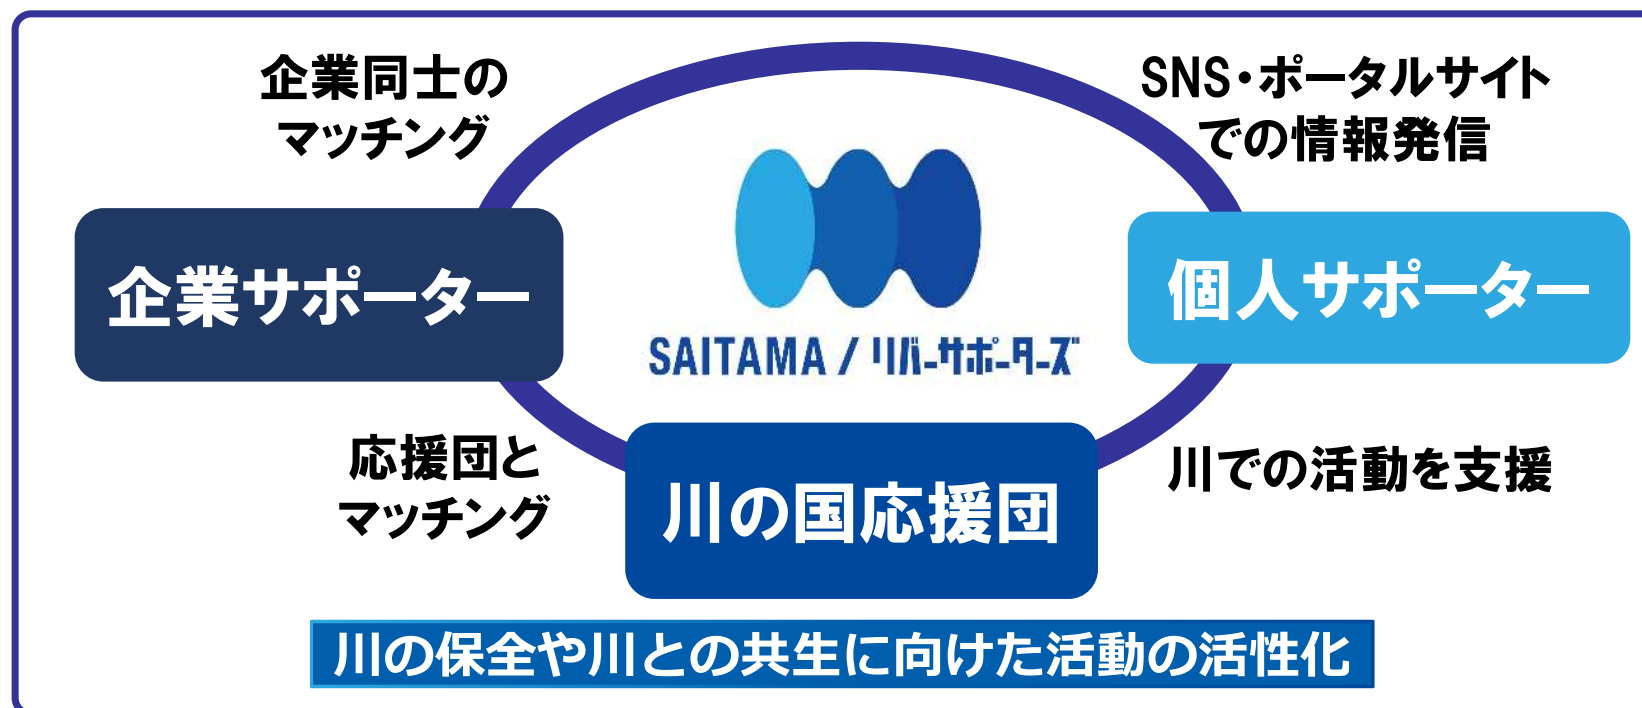 企業同士の
マッチング
SNS・ポータルサイト
での情報発信
企業サポーター
SAITAMA / リバーサポーターズ
個人サポーター
応援団と
マッチング
川の国応援団
川での活動を支援
川の保全や川との共生に向けた活動の活性化